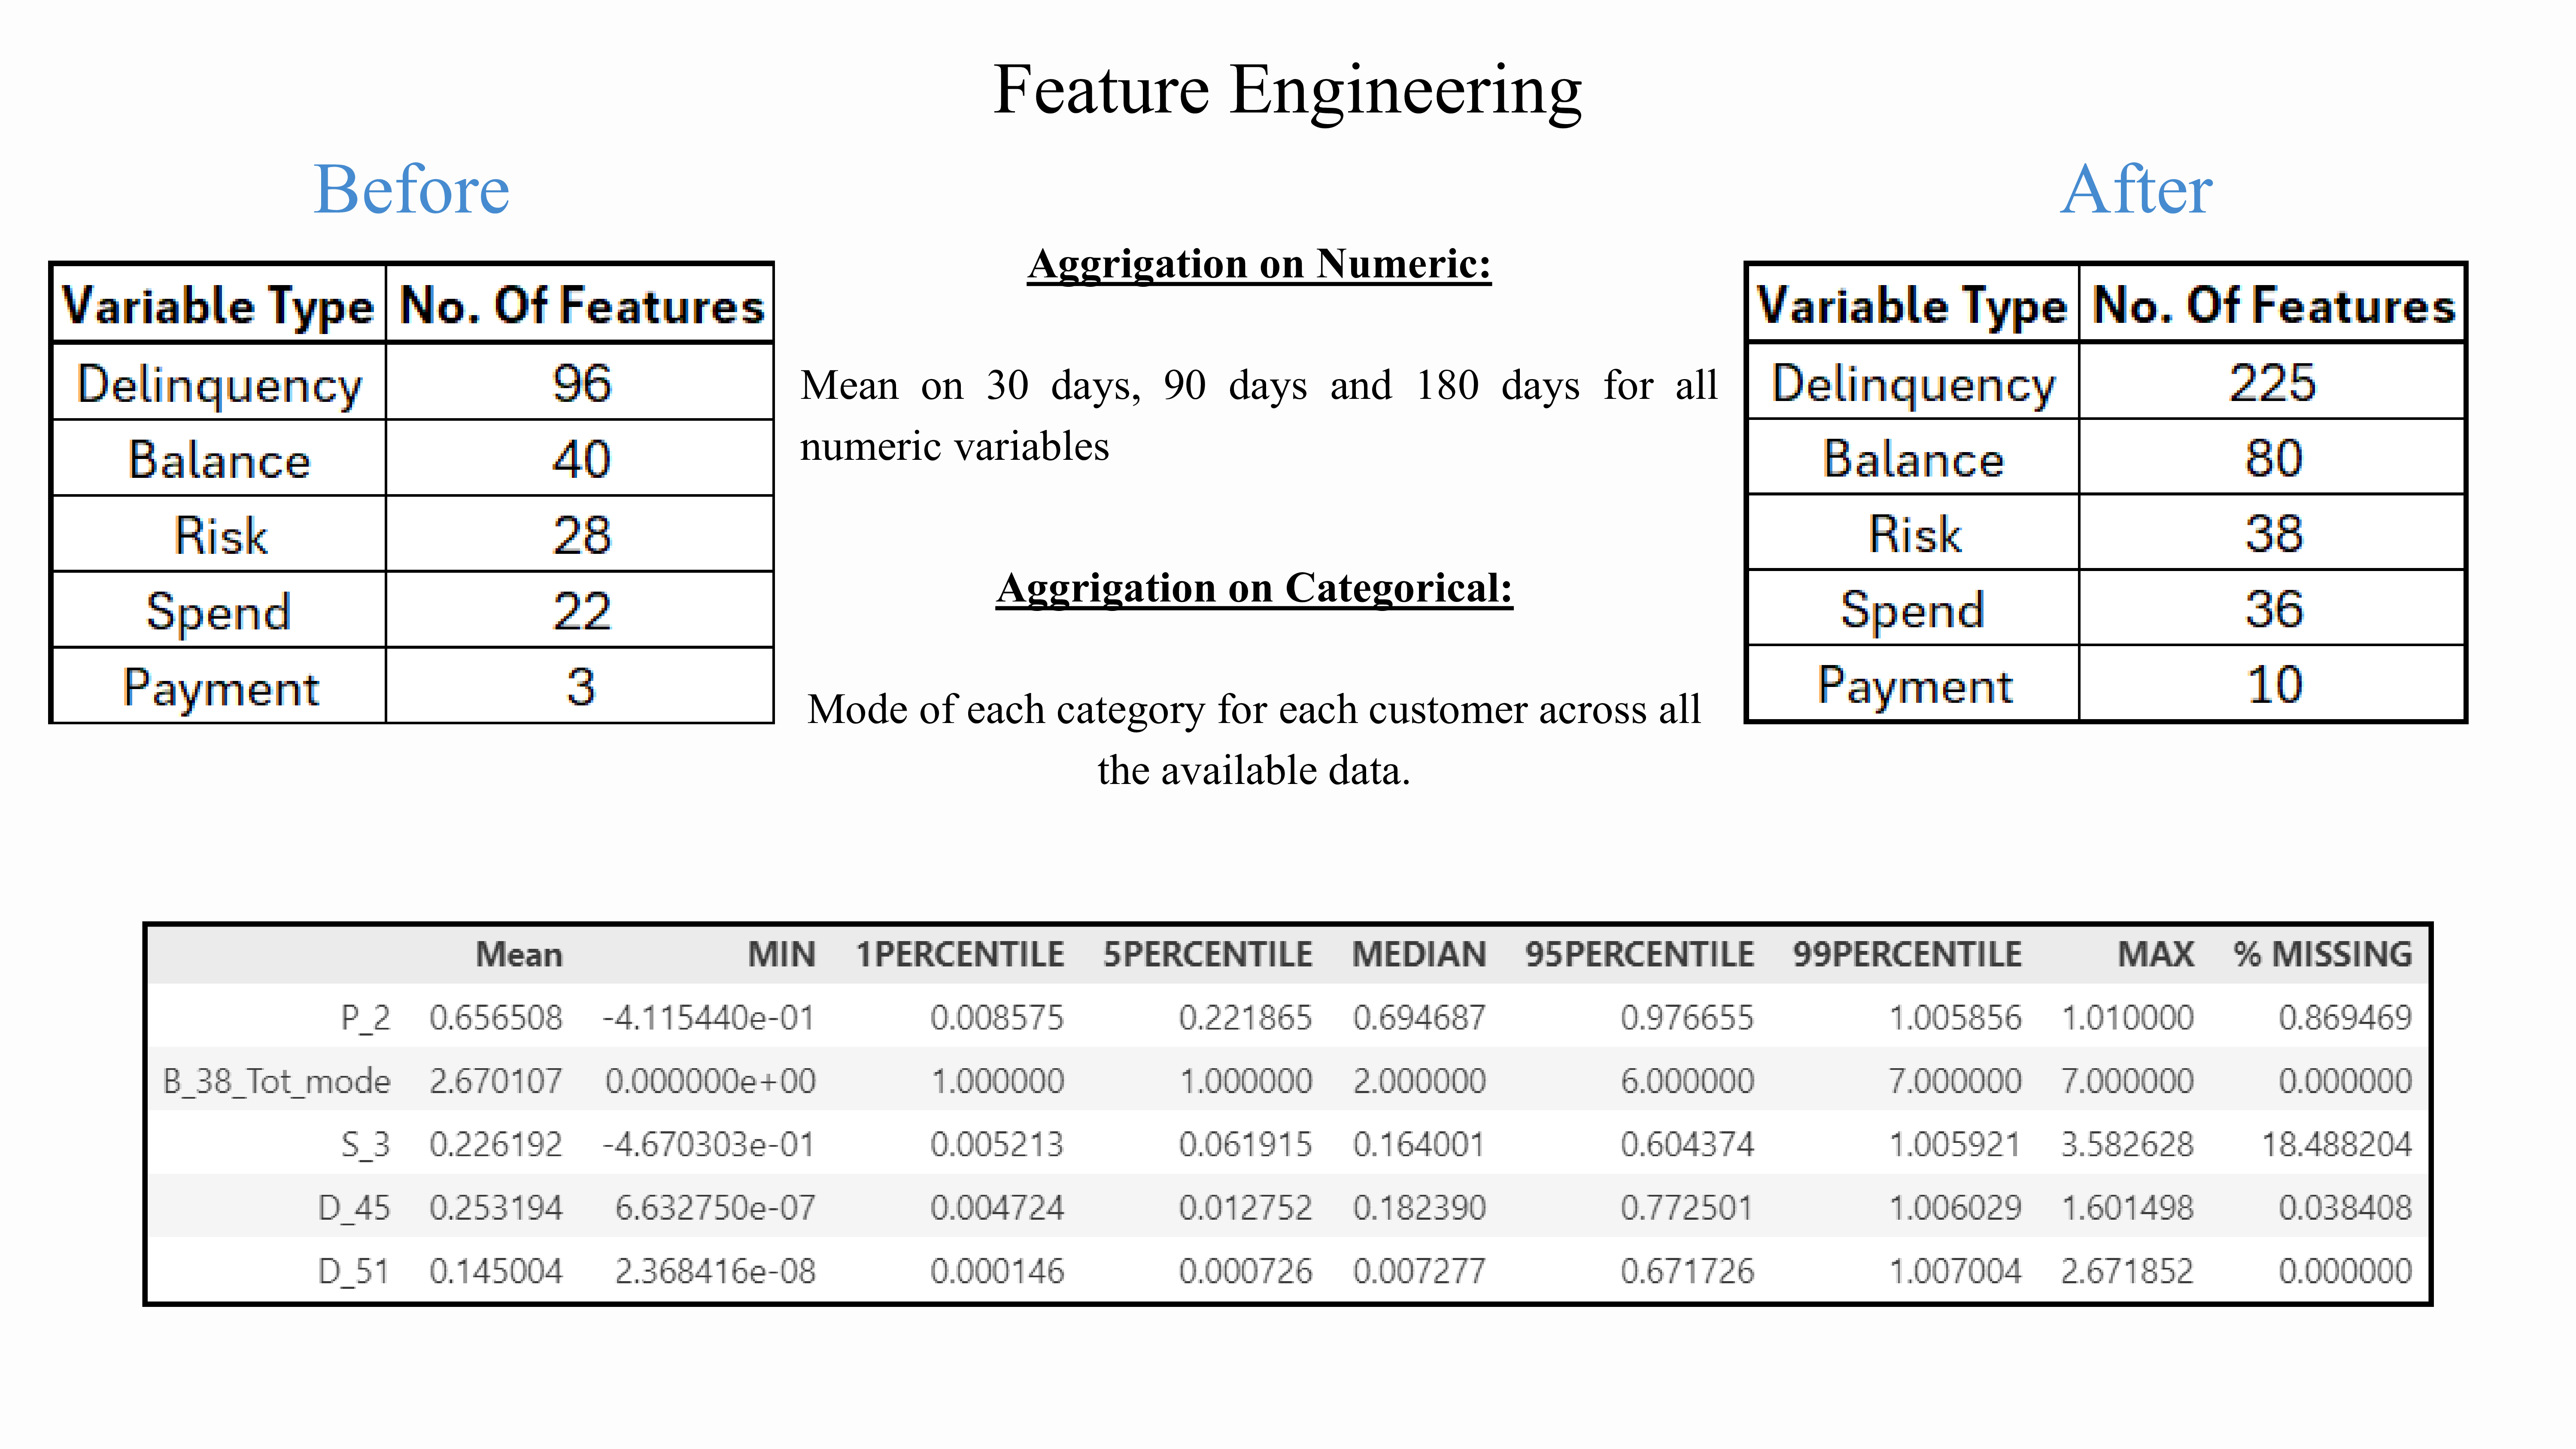 Feature Engineering
Before
Variable Type No. Of Features
Delinquency 96
Balance 40
Risk 28
Spend 22
Payment 3
Aggrigation on Numeric:
Mean on 30 days, 90 days and 180 days for all
numeric variables
Aggrigation on Categorical:
Mode of each category for each customer across all
the available data.
After
Variable Type No. Of Features
Delinquency 225
Balance 80
Risk 38
Spend 36
Payment 10
Mean MIN 1PERCENTILE 5PERCENTILE MEDIAN 95PERCENTILE 99PERCENTILE MAX % MISSING
P_2 0.656508 -4.115440e-01 0.008575 0.221865 0.694687 0.976655 1.005856 1.010000 0.869469
B_38_Tot_mode 2.670107 0.000000e+00 1.000000 1.000000 2.000000 6.000000 7.000000 7.000000 0.000000
S_3 0.226192 -4.670303e-01 0.005213 0.061915 0.164001 0.604374 1.005921 3.582628 18.488204
D_45 0.253194 6.632750e-07 0.004724 0.012752 0.182390 0.772501 1.006029 1.601498 0.038408
D_51 0.145004 2.368416e-08 0.000146 0.000726 0.007277 0.671726 1.007004 2.671852 0.000000